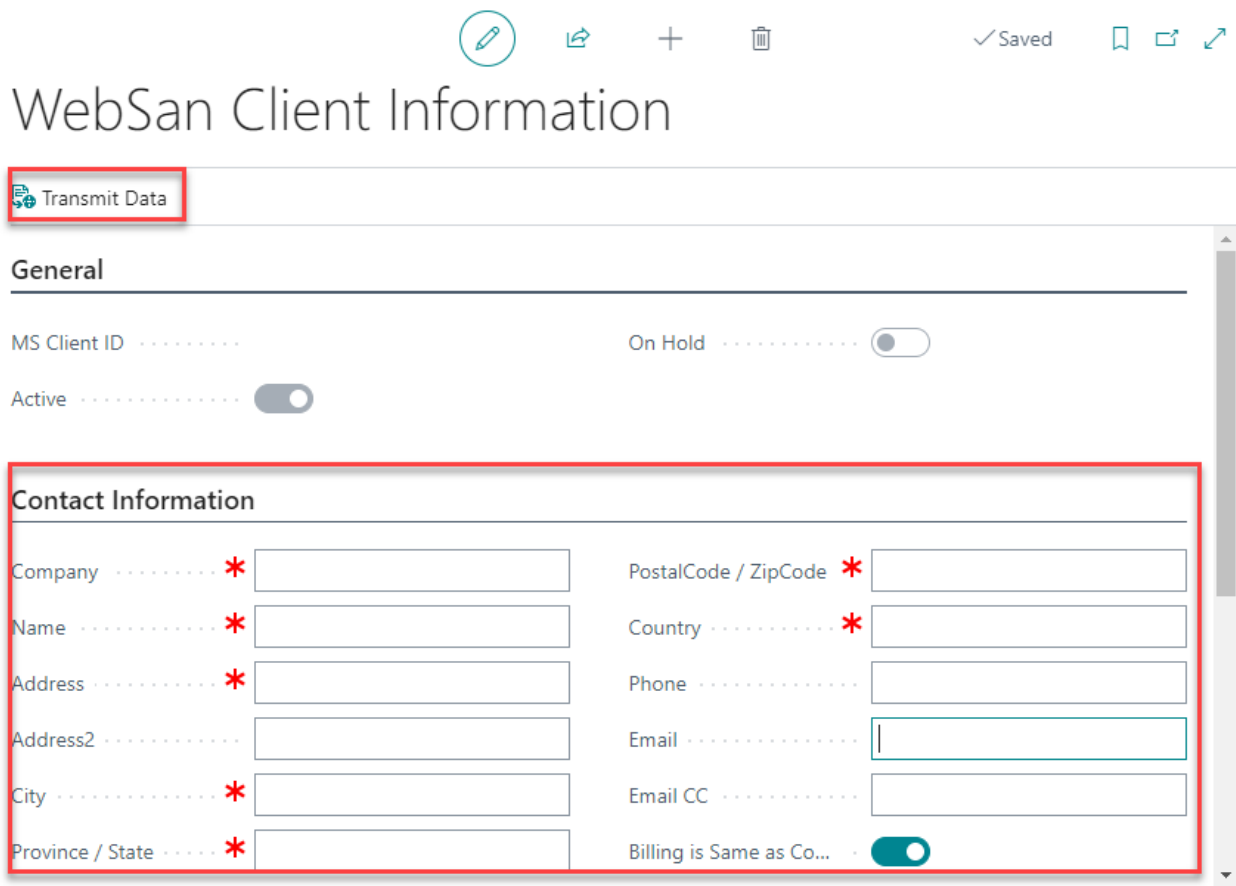 Saved
WebSan Client Information
Transmit Data
General
MS Client ID
On Hold
Active
Contact Information
Company *
PostalCode / ZipCode *
Name *
Country *
Address *
Phone
Address2
Email
City *
Email CC
Province / State *
Billing is Same as Co...